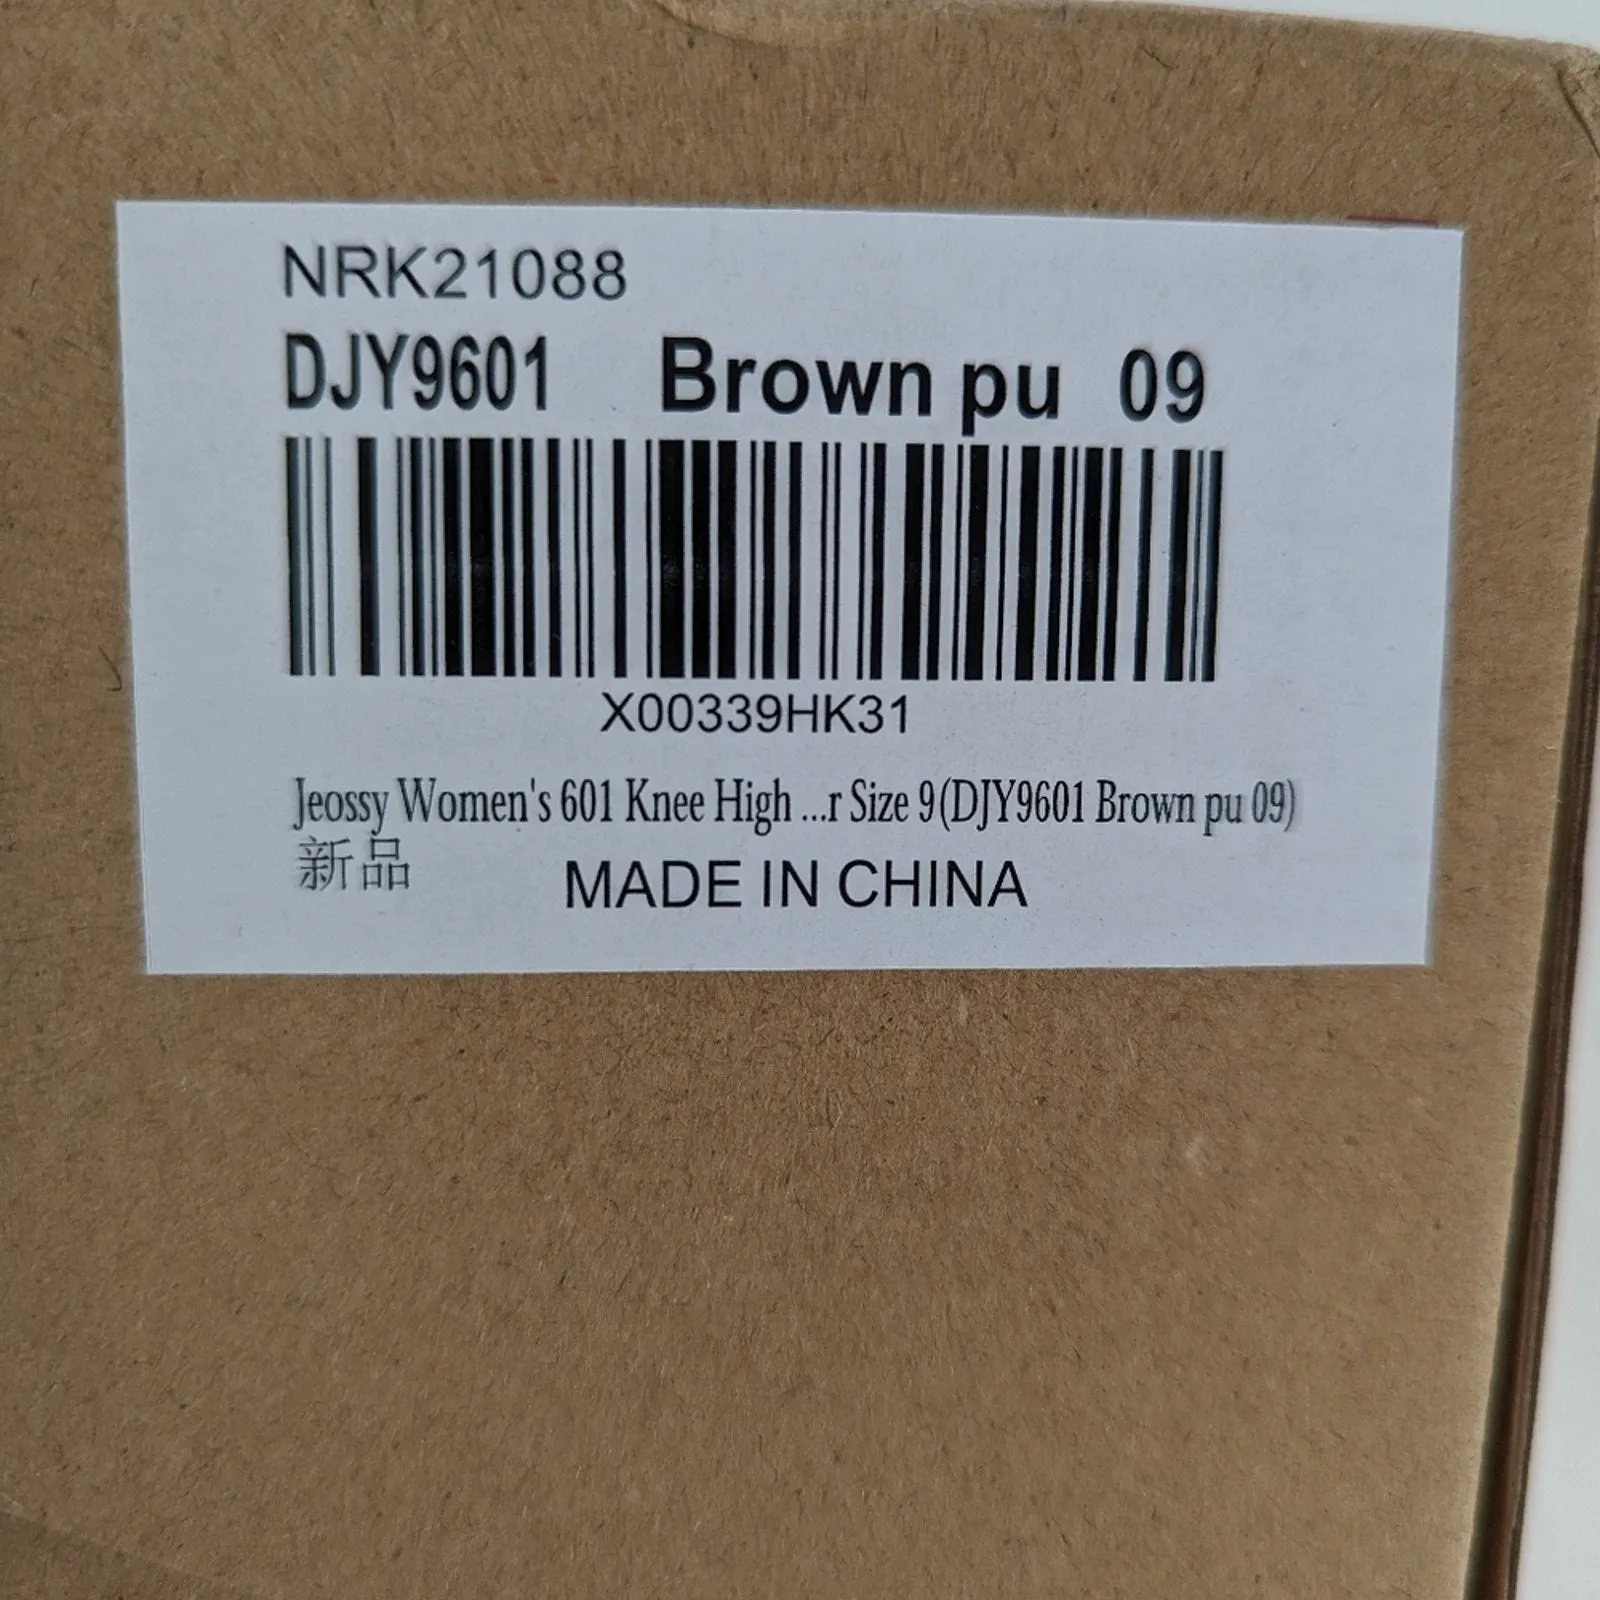 NRK21088
DJY9601 Brown pu 09
X00339HK31
Jeossy Women's 601 Knee High ...r Size 9(DJY9601 Brown pu 09)
新品 MADE IN CHINA